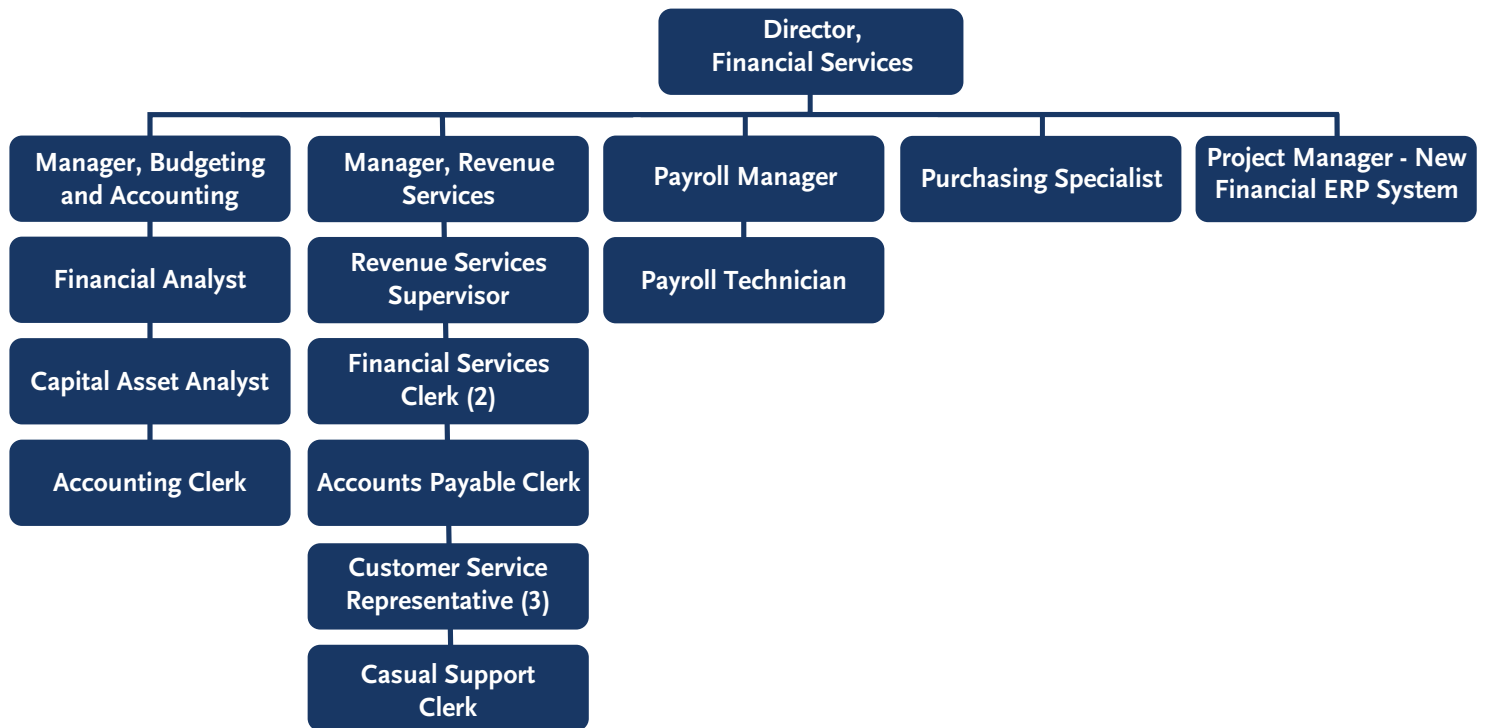 Director,
Financial Services
Manager, Budgeting
and Accounting
Manager, Revenue
Services
Payroll Manager
Purchasing Specialist
Project Manager - New
Financial ERP System
Financial Analyst
Revenue Services
Supervisor
Payroll Technician
Capital Asset Analyst
Financial Services
Clerk (2)
Accounting Clerk
Accounts Payable Clerk
Customer Service
Representative (3)
Casual Support
Clerk